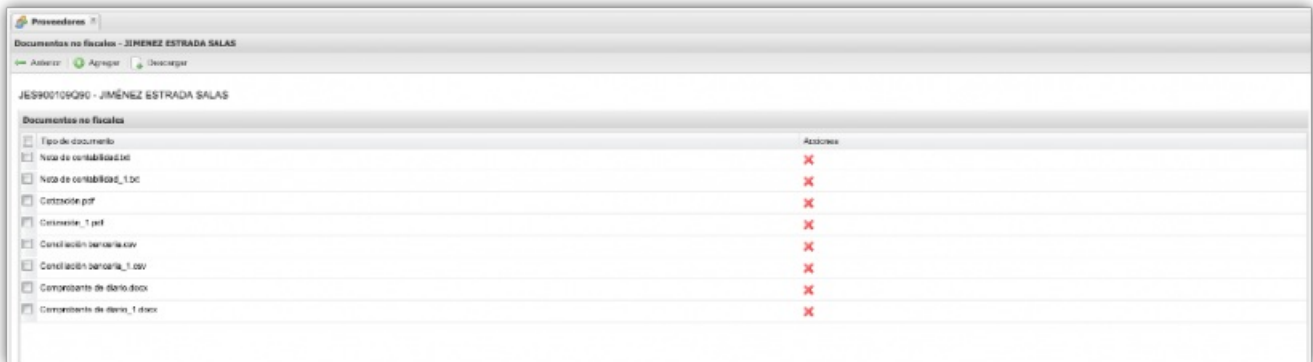 Proveedores
Documentos no fiscales - JIMENEZ ESTRADA SALAS
Anterior Agregar Descargar
JES900109Q90 - JIMÉNEZ ESTRADA SALAS
Documentos no fiscales
Tipo de documento Acciones
Nota de contabilidad.txt
Nota de contabilidad_1.txt
Cotización.pdf
Cotización_1.pdf
Conciliación bancaria.csv
Conciliación bancaria_1.csv
Comprobante de diario.docx
Comprobante de diario_1.docx